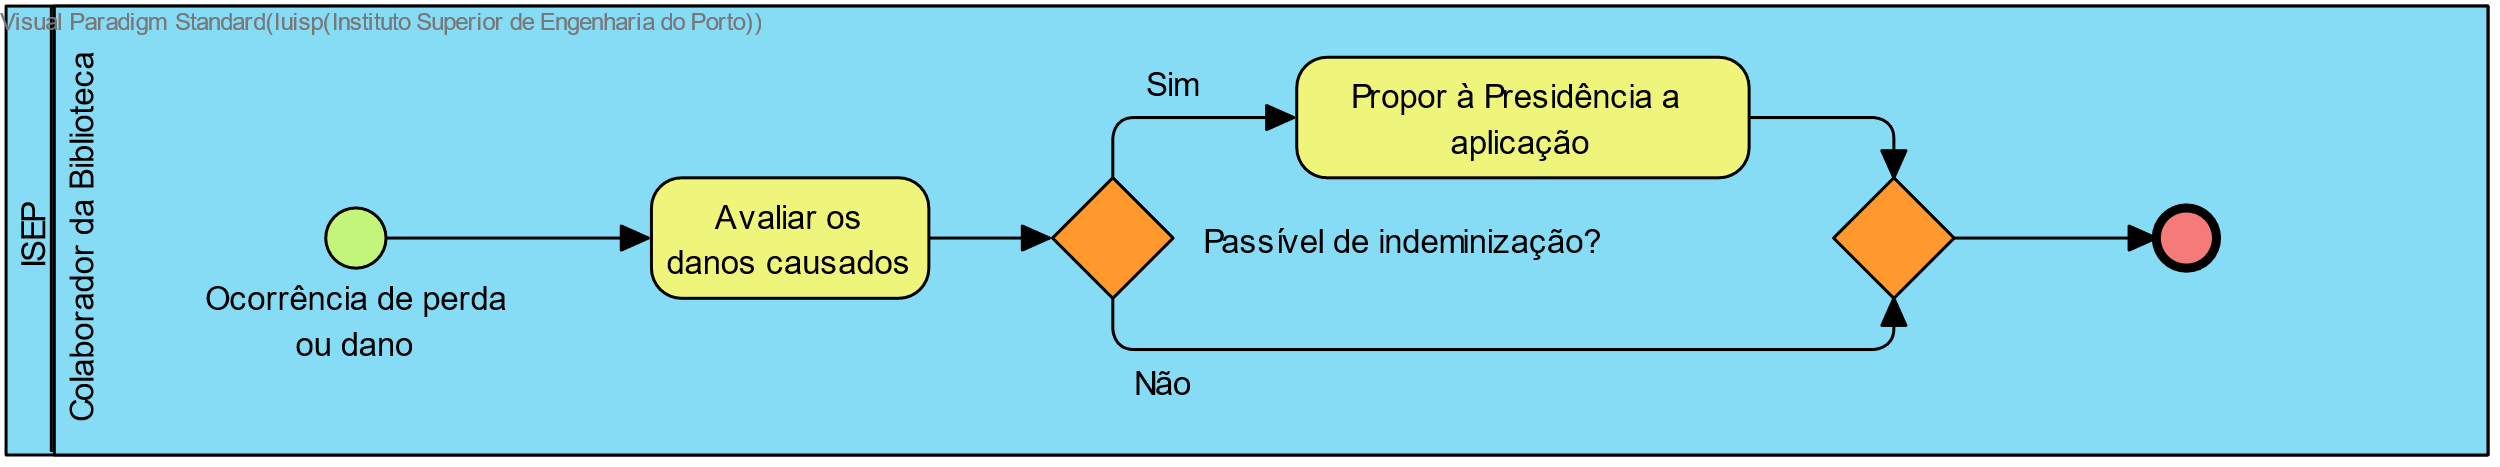 Visual Paradigm Standard(luisp(Instituto Superior de Engenharia do Porto))
ISEP
Colaborador da Biblioteca
Ocorrência de perda
ou dano
Avaliar os
danos causados
Sim
Passível de indeminização?
Não
Propor à Presidência a
aplicação